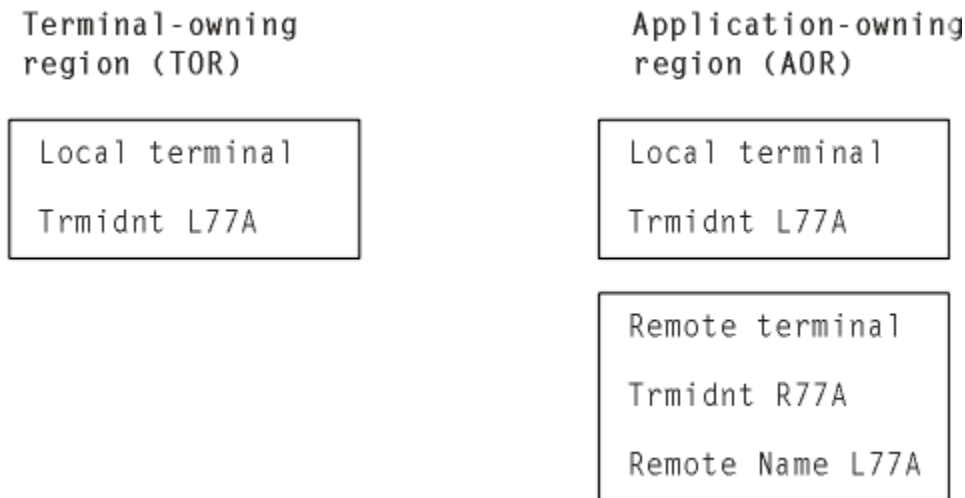 Terminal-owning
region (TOR)
Local terminal
Trmidnt L77A
Application-owning
region (AOR)
Local terminal
Trmidnt L77A
Remote terminal
Trmidnt R77A
Remote Name L77A